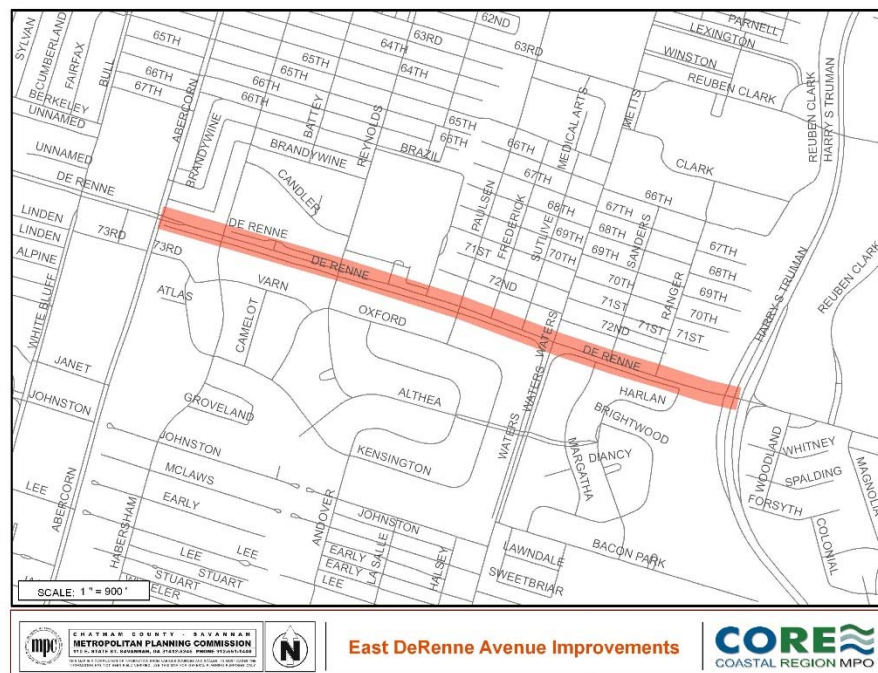 62ND
PARNELL
LEXINGTON
SYLVAN
CUMBERLAND
FAIRFAX
BULL
65TH
ABERCORN
64TH
63RD
63RD
WINSTON
REUBEN CLARK
REUBEN CLARK
HARRY S TRUMAN
66TH
67TH
65TH
66TH
65TH
64TH
BERKELEY
UNNAMED
66TH
BATTEY
REYNOLDS
65TH
66TH
MEDICAL ARTS
METTS
UNNAMED
BRANDYWINE
BRANDYWINE
BRAZIL
66TH
67TH
CLARK
DE RENNE
CANDLER
PAULSEN
FREDERICK
68TH
SUTLIVE
67TH
66TH
LINDEN
LINDEN
ALPINE
73RD
DE RENNE
69TH
70TH
68TH
69TH
SANDERS
67TH
73RD
DE RENNE
71ST
72ND
70TH
RANGER
68TH
69TH
VARN
71ST
70TH
ATLAS
WHITE BLUFF
CAMELOT
OXFORD
WATERS
72ND
71ST
71ST
HARRY S TRUMAN
REUBEN CLARK
DE RENNE
JANET
JOHNSTON
ALTHEA
WATERS
HARLAN
GROVELAND
BRIGHTWOOD
WATERS
JOHNSTON
KENSINGTON
MARGATHA
DIANCY
WOODLAND
WHITNEY
MCLAWS
SPALDING
MAGNOLIA
LEE
ABERCORN
EARLY
FORSYTH
HABERSHAM
ANDOVER
JOHNSTON
COLONIAL
LEE
LEE
EARLY
EARLY
LEE
LA SALLE
HALSEY
LAWNDALE
BACON PARK
STUART
STUART
SWEETBRIAR
SCALE: 1 " = 900 '
mpc
CHATHAM COUNTY - SAVANNAH
METROPOLITAN PLANNING COMMISSION
N
East DeRenne Avenue Improvements
CORE
COASTAL REGION MPO